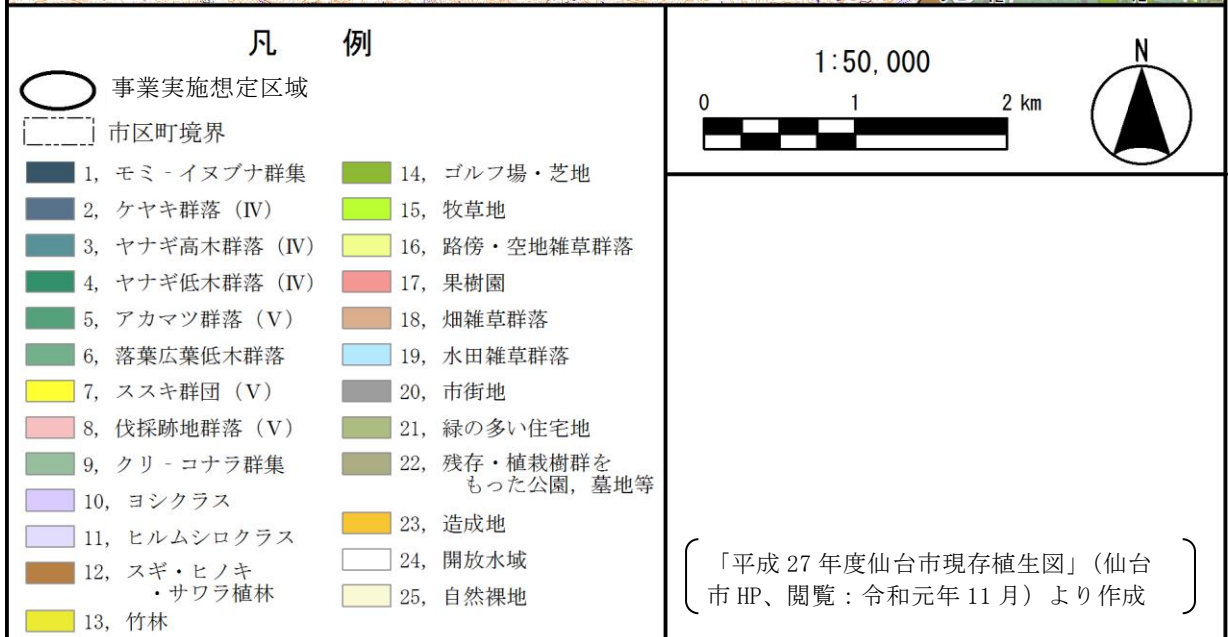 凡　例
事業実施想定区域
市区町境界
1, モミ‐イヌブナ群集
2, ケヤキ群落（Ⅳ）
3, ヤナギ高木群落（Ⅳ）
4, ヤナギ低木群落（Ⅳ）
5, アカマツ群落（Ⅴ）
6, 落葉広葉低木群落
7, ススキ群団（Ⅴ）
8, 伐採跡地群落（Ⅴ）
9, クリ‐コナラ群集
10, ヨシクラス
11, ヒルムシロクラス
12, スギ・ヒノキ
・サワラ植林
13, 竹林
14, ゴルフ場・芝地
15, 牧草地
16, 路傍・空地雑草群落
17, 果樹園
18, 畑雑草群落
19, 水田雑草群落
20, 市街地
21, 緑の多い住宅地
22, 残存・植栽樹群を
もった公園，墓地等
23, 造成地
24, 開放水域
25, 自然裸地
1:50,000
0 1 2 km
N
「平成 27 年度仙台市現存植生図」（仙台
市 HP、閲覧：令和元年 11 月）より作成